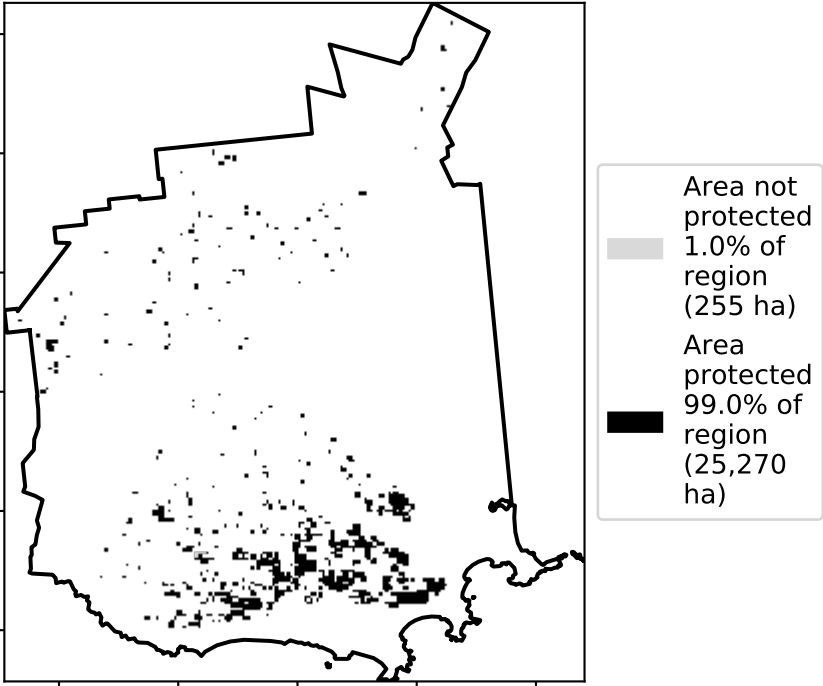 Area not
protected
1.0% of
region
(255 ha)
Area
protected
99.0% of
region
(25,270
ha)